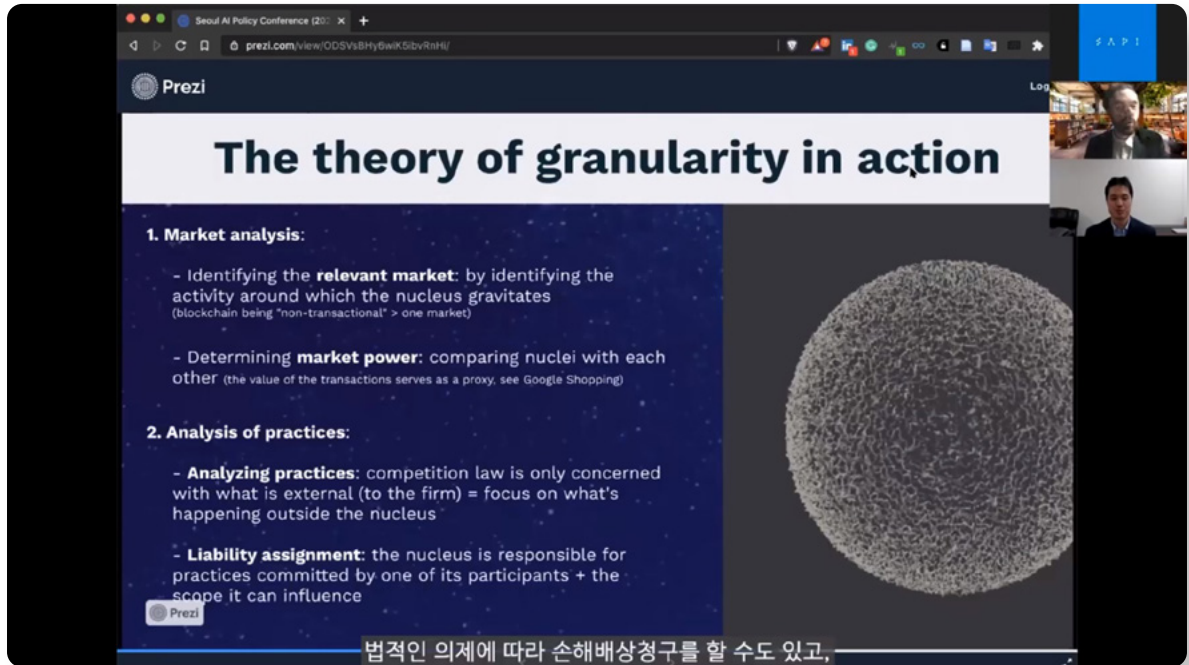 Seoul AI Policy Conference (20
prezi.com/view/ODSVsBHy6wiK5ibvRnHi/
S A P I
Prezi
Log
The theory of granularity in action
1. Market analysis:
- Identifying the relevant market: by identifying the
activity around which the nucleus gravitates
(blockchain being "non-transactional" > one market)
- Determining market power: comparing nuclei with each
other (the value of the transactions serves as a proxy, see Google Shopping)
2. Analysis of practices:
- Analyzing practices: competition law is only concerned
with what is external (to the firm) = focus on what's
happening outside the nucleus
- Liability assignment: the nucleus is responsible for
practices committed by one of its participants + the
scope it can influence
Prezi
법적인 의제에 따라 손해배상청구를 할 수도 있고,